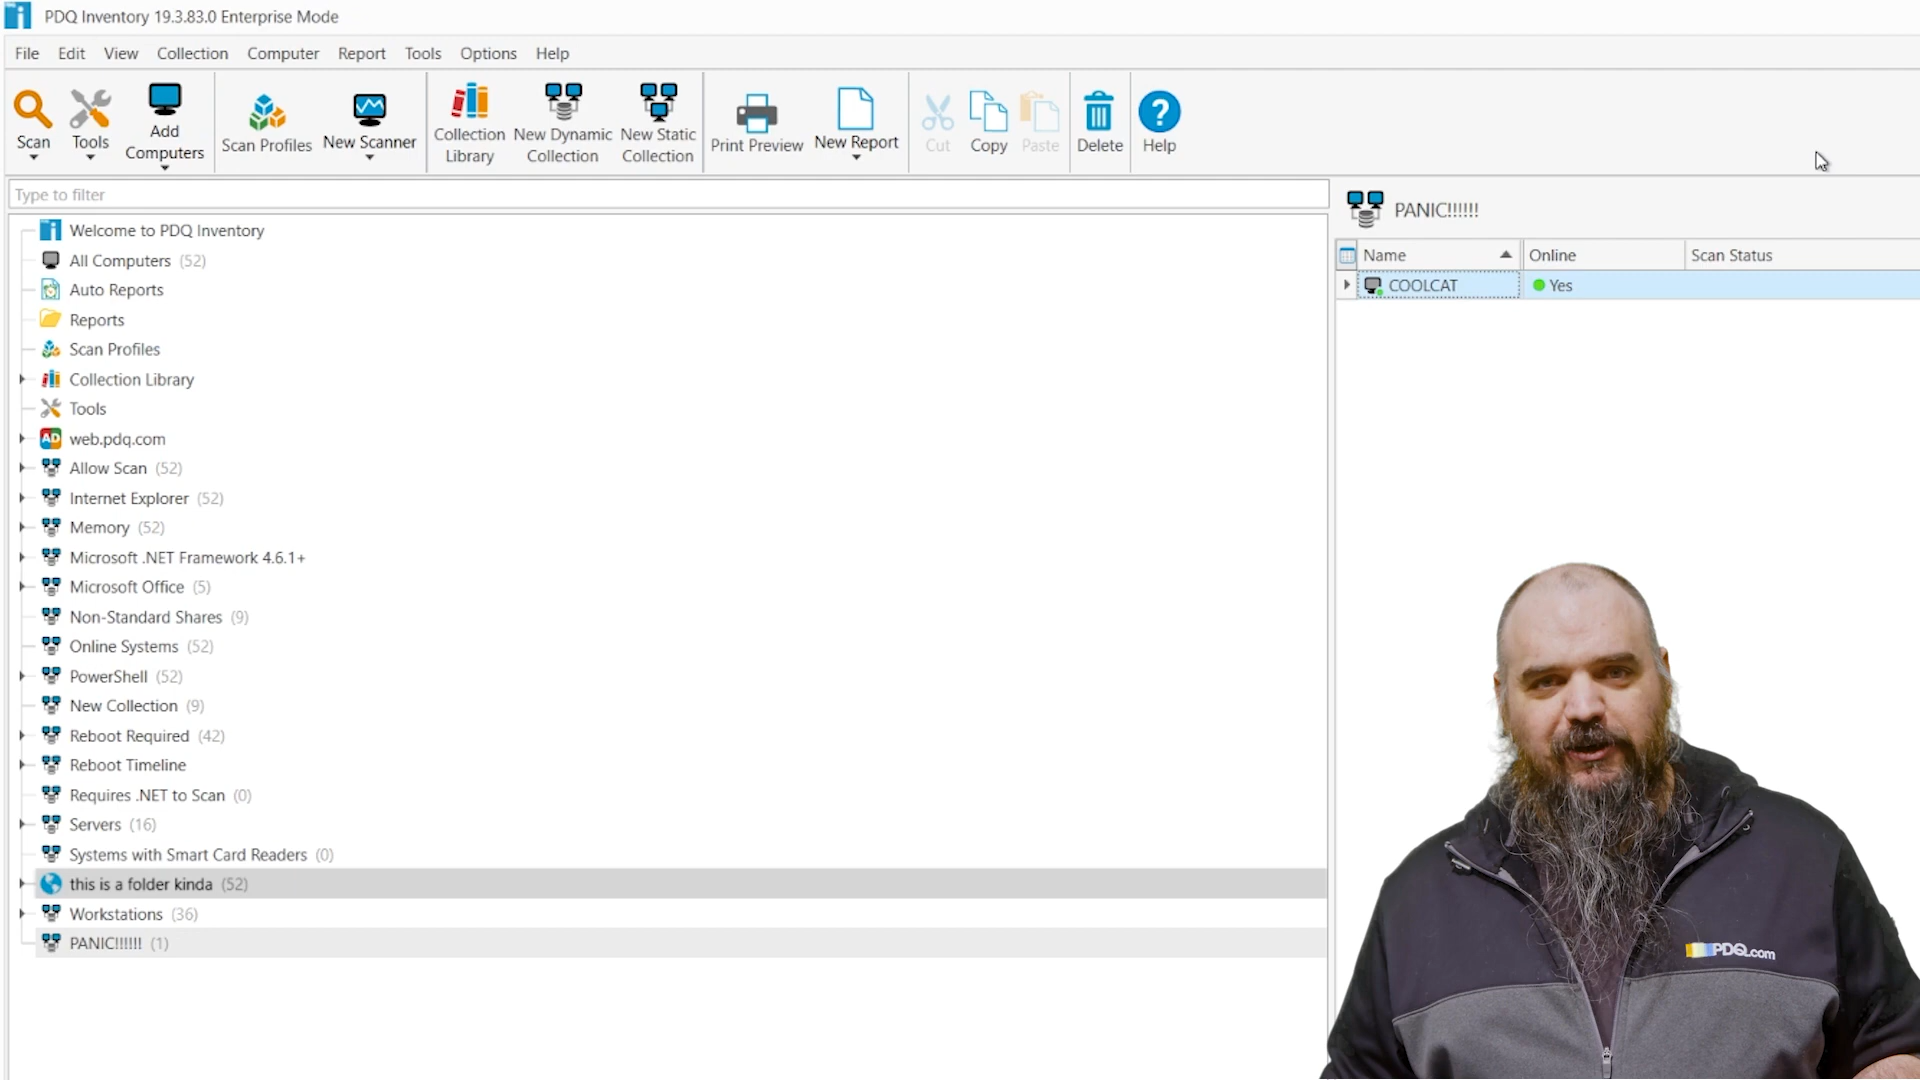 PDQ Inventory 19.3.83.0 Enterprise Mode
File Edit View Collection Computer Report Tools Options Help
Scan Tools Add Computers Scan Profiles New Scanner Collection Library New Dynamic Collection New Static Collection Print Preview New Report Cut Copy Paste Delete Help
Type to filter
Welcome to PDQ Inventory
All Computers (52)
Auto Reports
Reports
Scan Profiles
Collection Library
Tools
AD web.pdq.com
Allow Scan (52)
Internet Explorer (52)
Memory (52)
Microsoft .NET Framework 4.6.1+
Microsoft Office (5)
Non-Standard Shares (9)
Online Systems (52)
PowerShell (52)
New Collection (9)
Reboot Required (42)
Reboot Timeline
Requires .NET to Scan (0)
Servers (16)
Systems with Smart Card Readers (0)
this is a folder kinda (52)
Workstations (36)
PANIC!!!!!! (1)
PANIC!!!!!!
Name Online Scan Status
COOLCAT Yes
PDQ.com